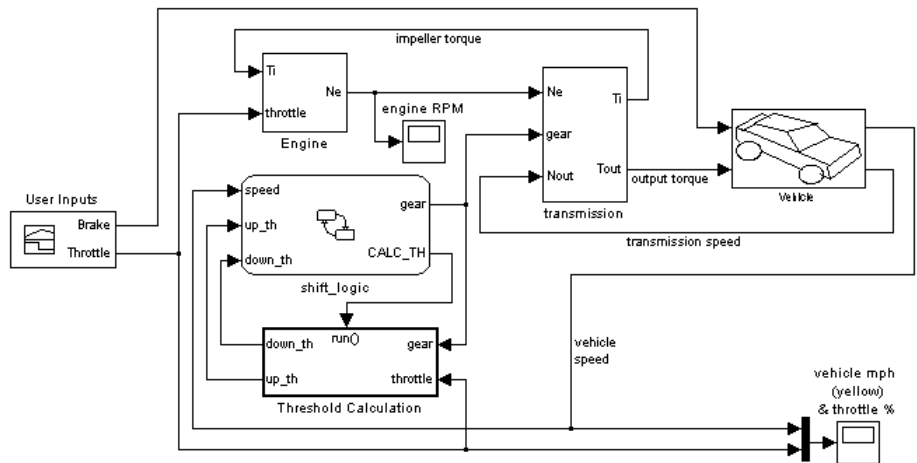 impeller torque
Ti
Ne
throttle
Engine
engine RPM
Ne
Ti
gear
Tout
Nout
transmission
output torque
Vehicle
transmission speed
User Inputs
Brake
Throttle
speed
gear
up_th
CALC_TH
down_th
shift_logic
run()
down_th
gear
up_th
throttle
Threshold Calculation
vehicle
speed
vehicle mph
(yellow)
& throttle %